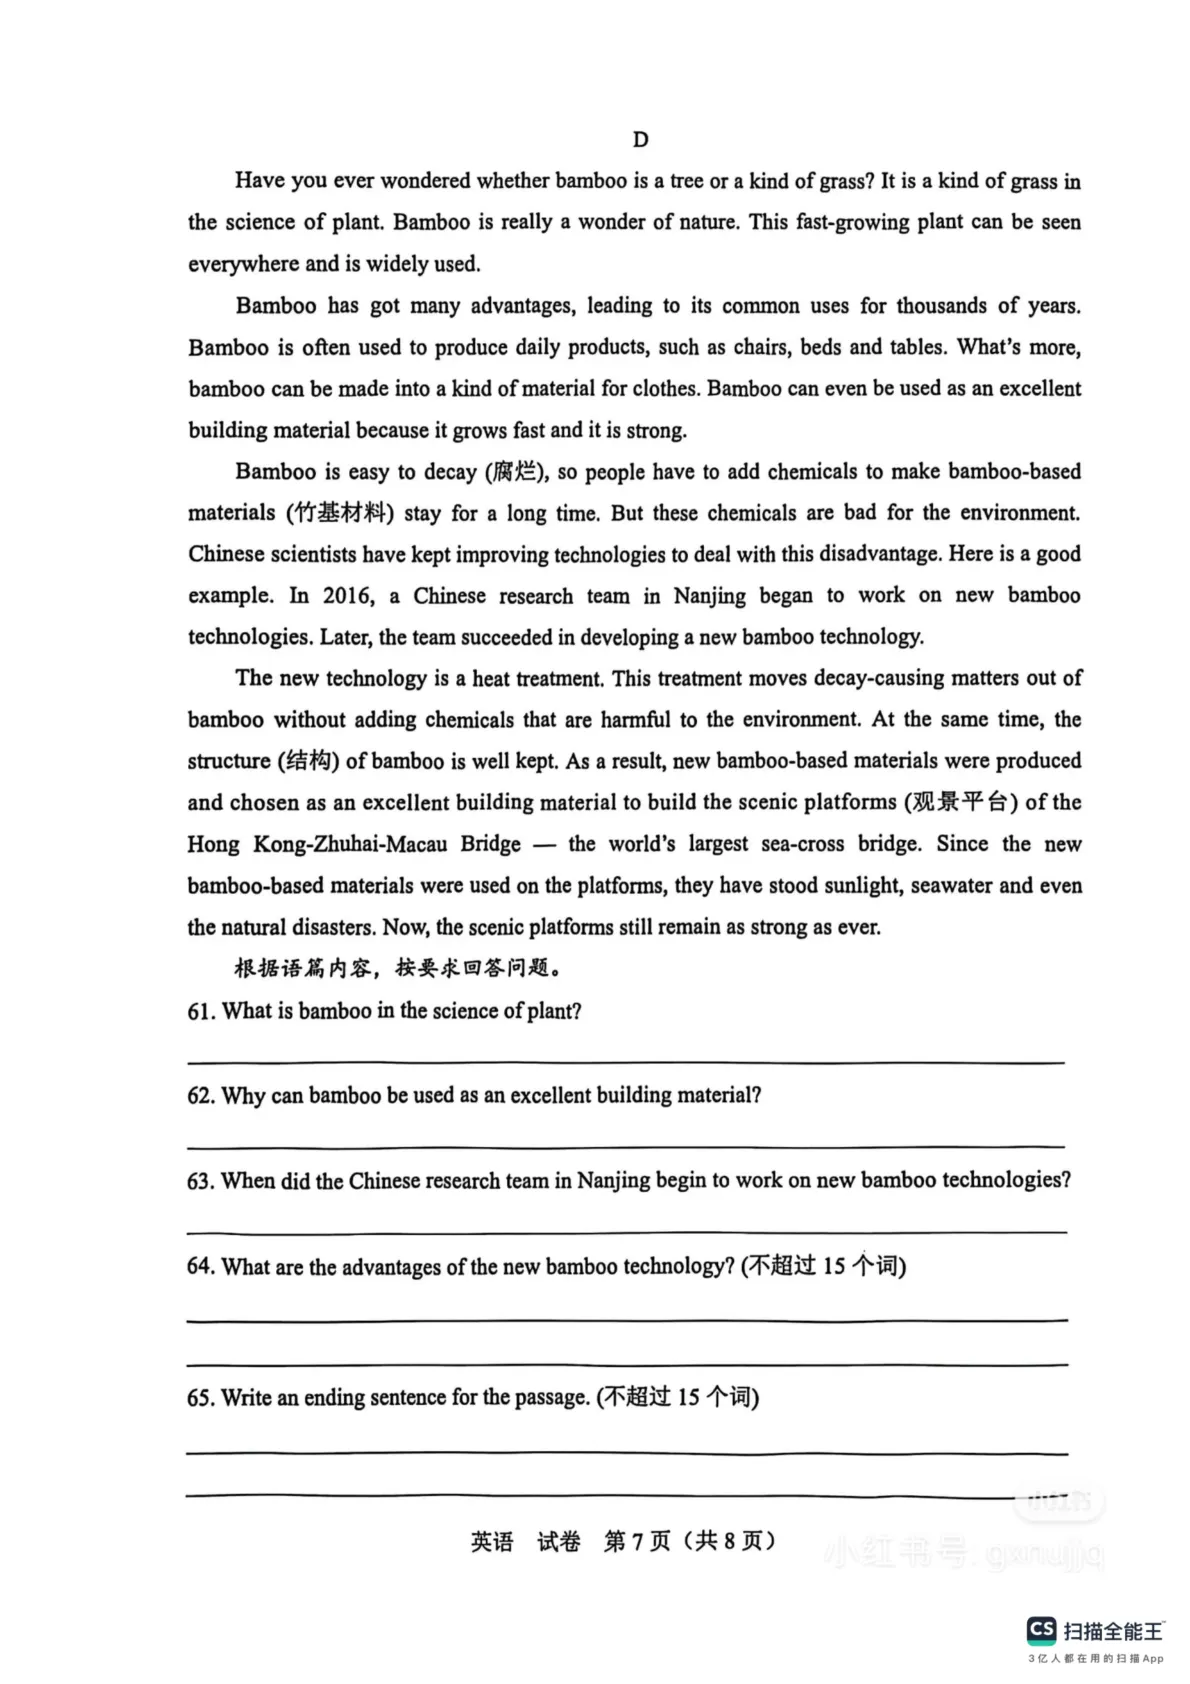 D
Have you ever wondered whether bamboo is a tree or a kind of grass? It is a kind of grass in
the science of plant. Bamboo is really a wonder of nature. This fast-growing plant can be seen
everywhere and is widely used.
Bamboo has got many advantages, leading to its common uses for thousands of years.
Bamboo is often used to produce daily products, such as chairs, beds and tables. What's more,
bamboo can be made into a kind of material for clothes. Bamboo can even be used as an excellent
building material because it grows fast and it is strong.
Bamboo is easy to decay (腐烂), so people have to add chemicals to make bamboo-based
materials (竹基材料) stay for a long time. But these chemicals are bad for the environment.
Chinese scientists have kept improving technologies to deal with this disadvantage. Here is a good
example. In 2016, a Chinese research team in Nanjing began to work on new bamboo
technologies. Later, the team succeeded in developing a new bamboo technology.
The new technology is a heat treatment. This treatment moves decay-causing matters out of
bamboo without adding chemicals that are harmful to the environment. At the same time, the
structure (结构) of bamboo is well kept. As a result, new bamboo-based materials were produced
and chosen as an excellent building material to build the scenic platforms (观景平台) of the
Hong Kong-Zhuhai-Macau Bridge — the world's largest sea-cross bridge. Since the new
bamboo-based materials were used on the platforms, they have stood sunlight, seawater and even
the natural disasters. Now, the scenic platforms still remain as strong as ever.
根据语篇内容，按要求回答问题。
61. What is bamboo in the science of plant?
62. Why can bamboo be used as an excellent building material?
63. When did the Chinese research team in Nanjing begin to work on new bamboo technologies?
64. What are the advantages of the new bamboo technology? (不超过 15 个词)
65. Write an ending sentence for the passage. (不超过 15 个词)
小红书
英语 试卷 第 7 页（共 8 页）
小红书号: gxnujjq
CS 扫描全能王™
3亿人都在用的扫描App